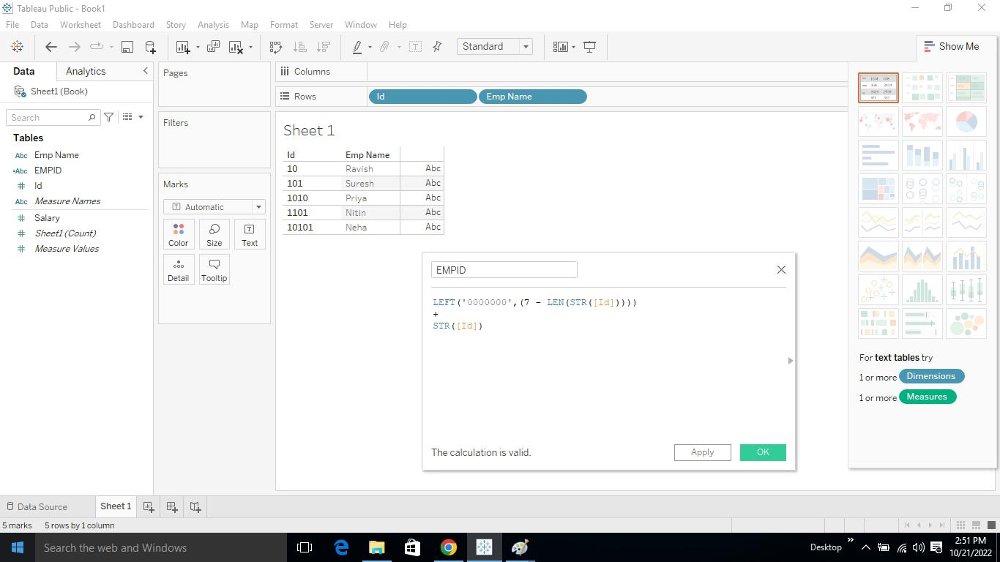 Tableau Public - Book1
File Data Worksheet Dashboard Story Analysis Map Format Server Window Help
Standard
Show Me
Data Analytics
Sheet1 (Book)
Search
Tables
Abc Emp Name
=Abc EMPID
# Id
Abc Measure Names
# Salary
# Sheet1 (Count)
# Measure Values
Pages
Filters
Marks
Automatic
Color Size Text
Detail Tooltip
Columns
Rows Id Emp Name
Sheet 1
Id Emp Name
10 Ravish Abc
101 Suresh Abc
1010 Priya Abc
1101 Nitin Abc
10101 Neha Abc
EMPID
LEFT('0000000',(7 - LEN(STR([Id]))))
+
STR([Id])
The calculation is valid.
Apply OK
For text tables try
1 or more Dimensions
1 or more Measures
Data Source Sheet 1
5 marks 5 rows by 1 column
Search the web and Windows
Desktop
2:51 PM
10/21/2022